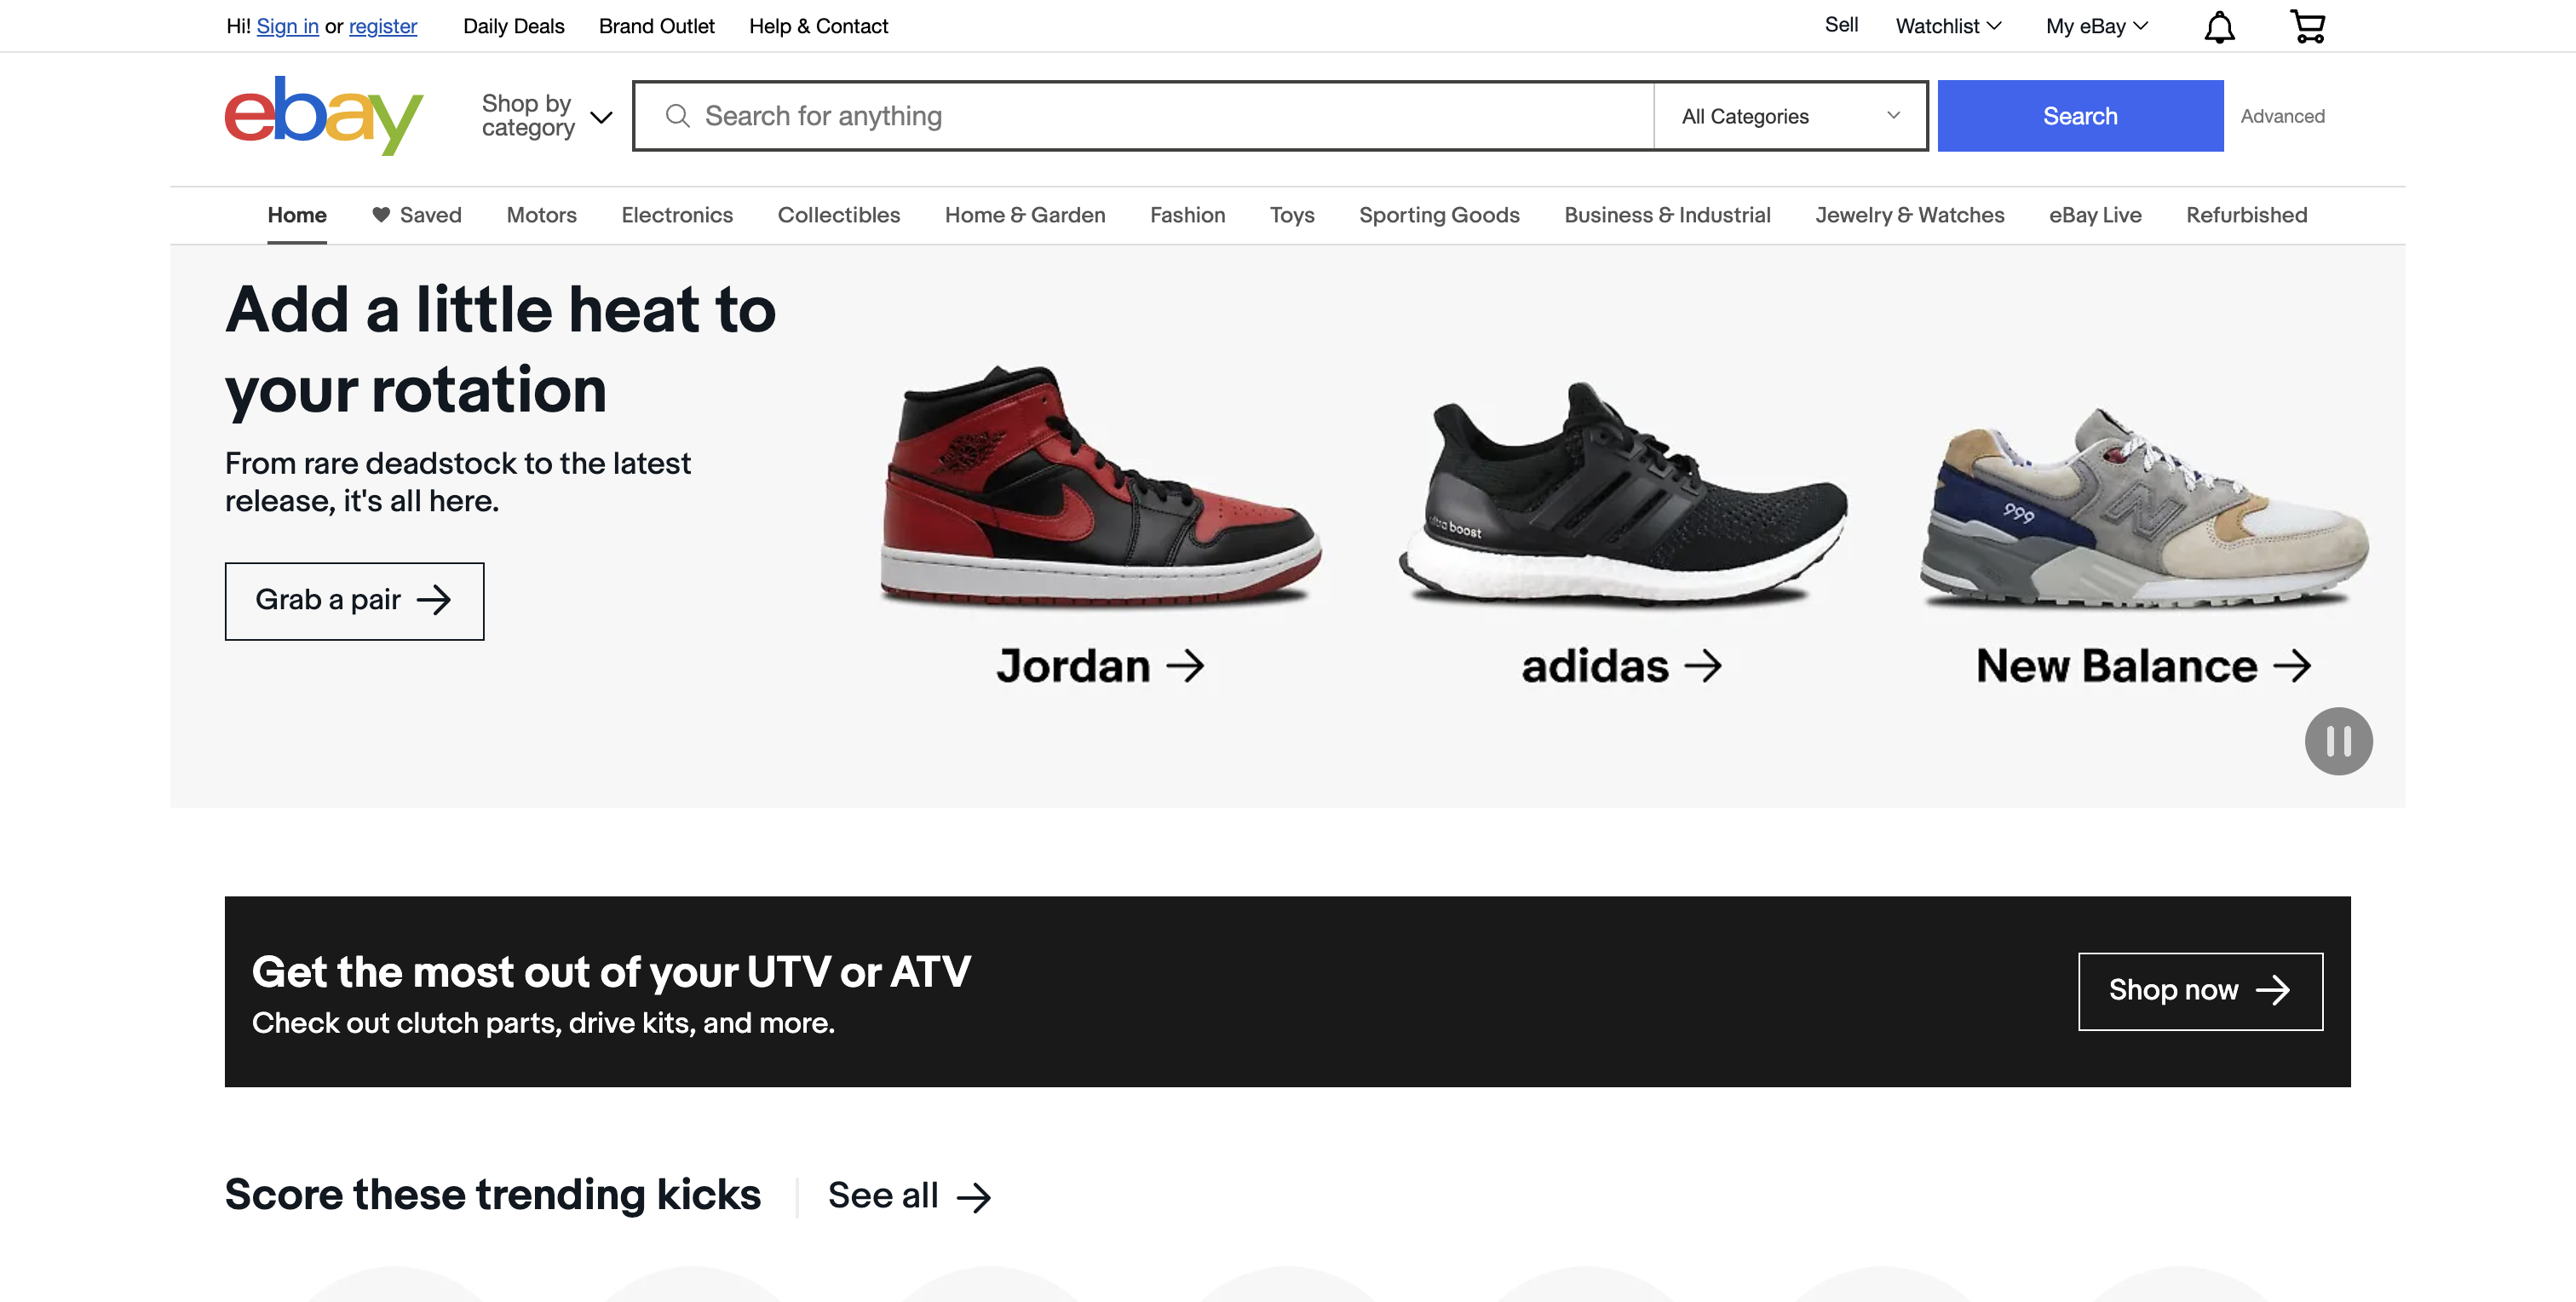 Hi! Sign in or register Daily Deals Brand Outlet Help & Contact Sell Watchlist My eBay
ebay
Shop by
category
Search for anything All Categories Search Advanced
Home Saved Motors Electronics Collectibles Home & Garden Fashion Toys Sporting Goods Business & Industrial Jewelry & Watches eBay Live Refurbished
Add a little heat to
your rotation
From rare deadstock to the latest
release, it's all here.
Grab a pair
ultra boost
999
N
Jordan
adidas
New Balance
Get the most out of your UTV or ATV
Check out clutch parts, drive kits, and more.
Shop now
Score these trending kicks See all